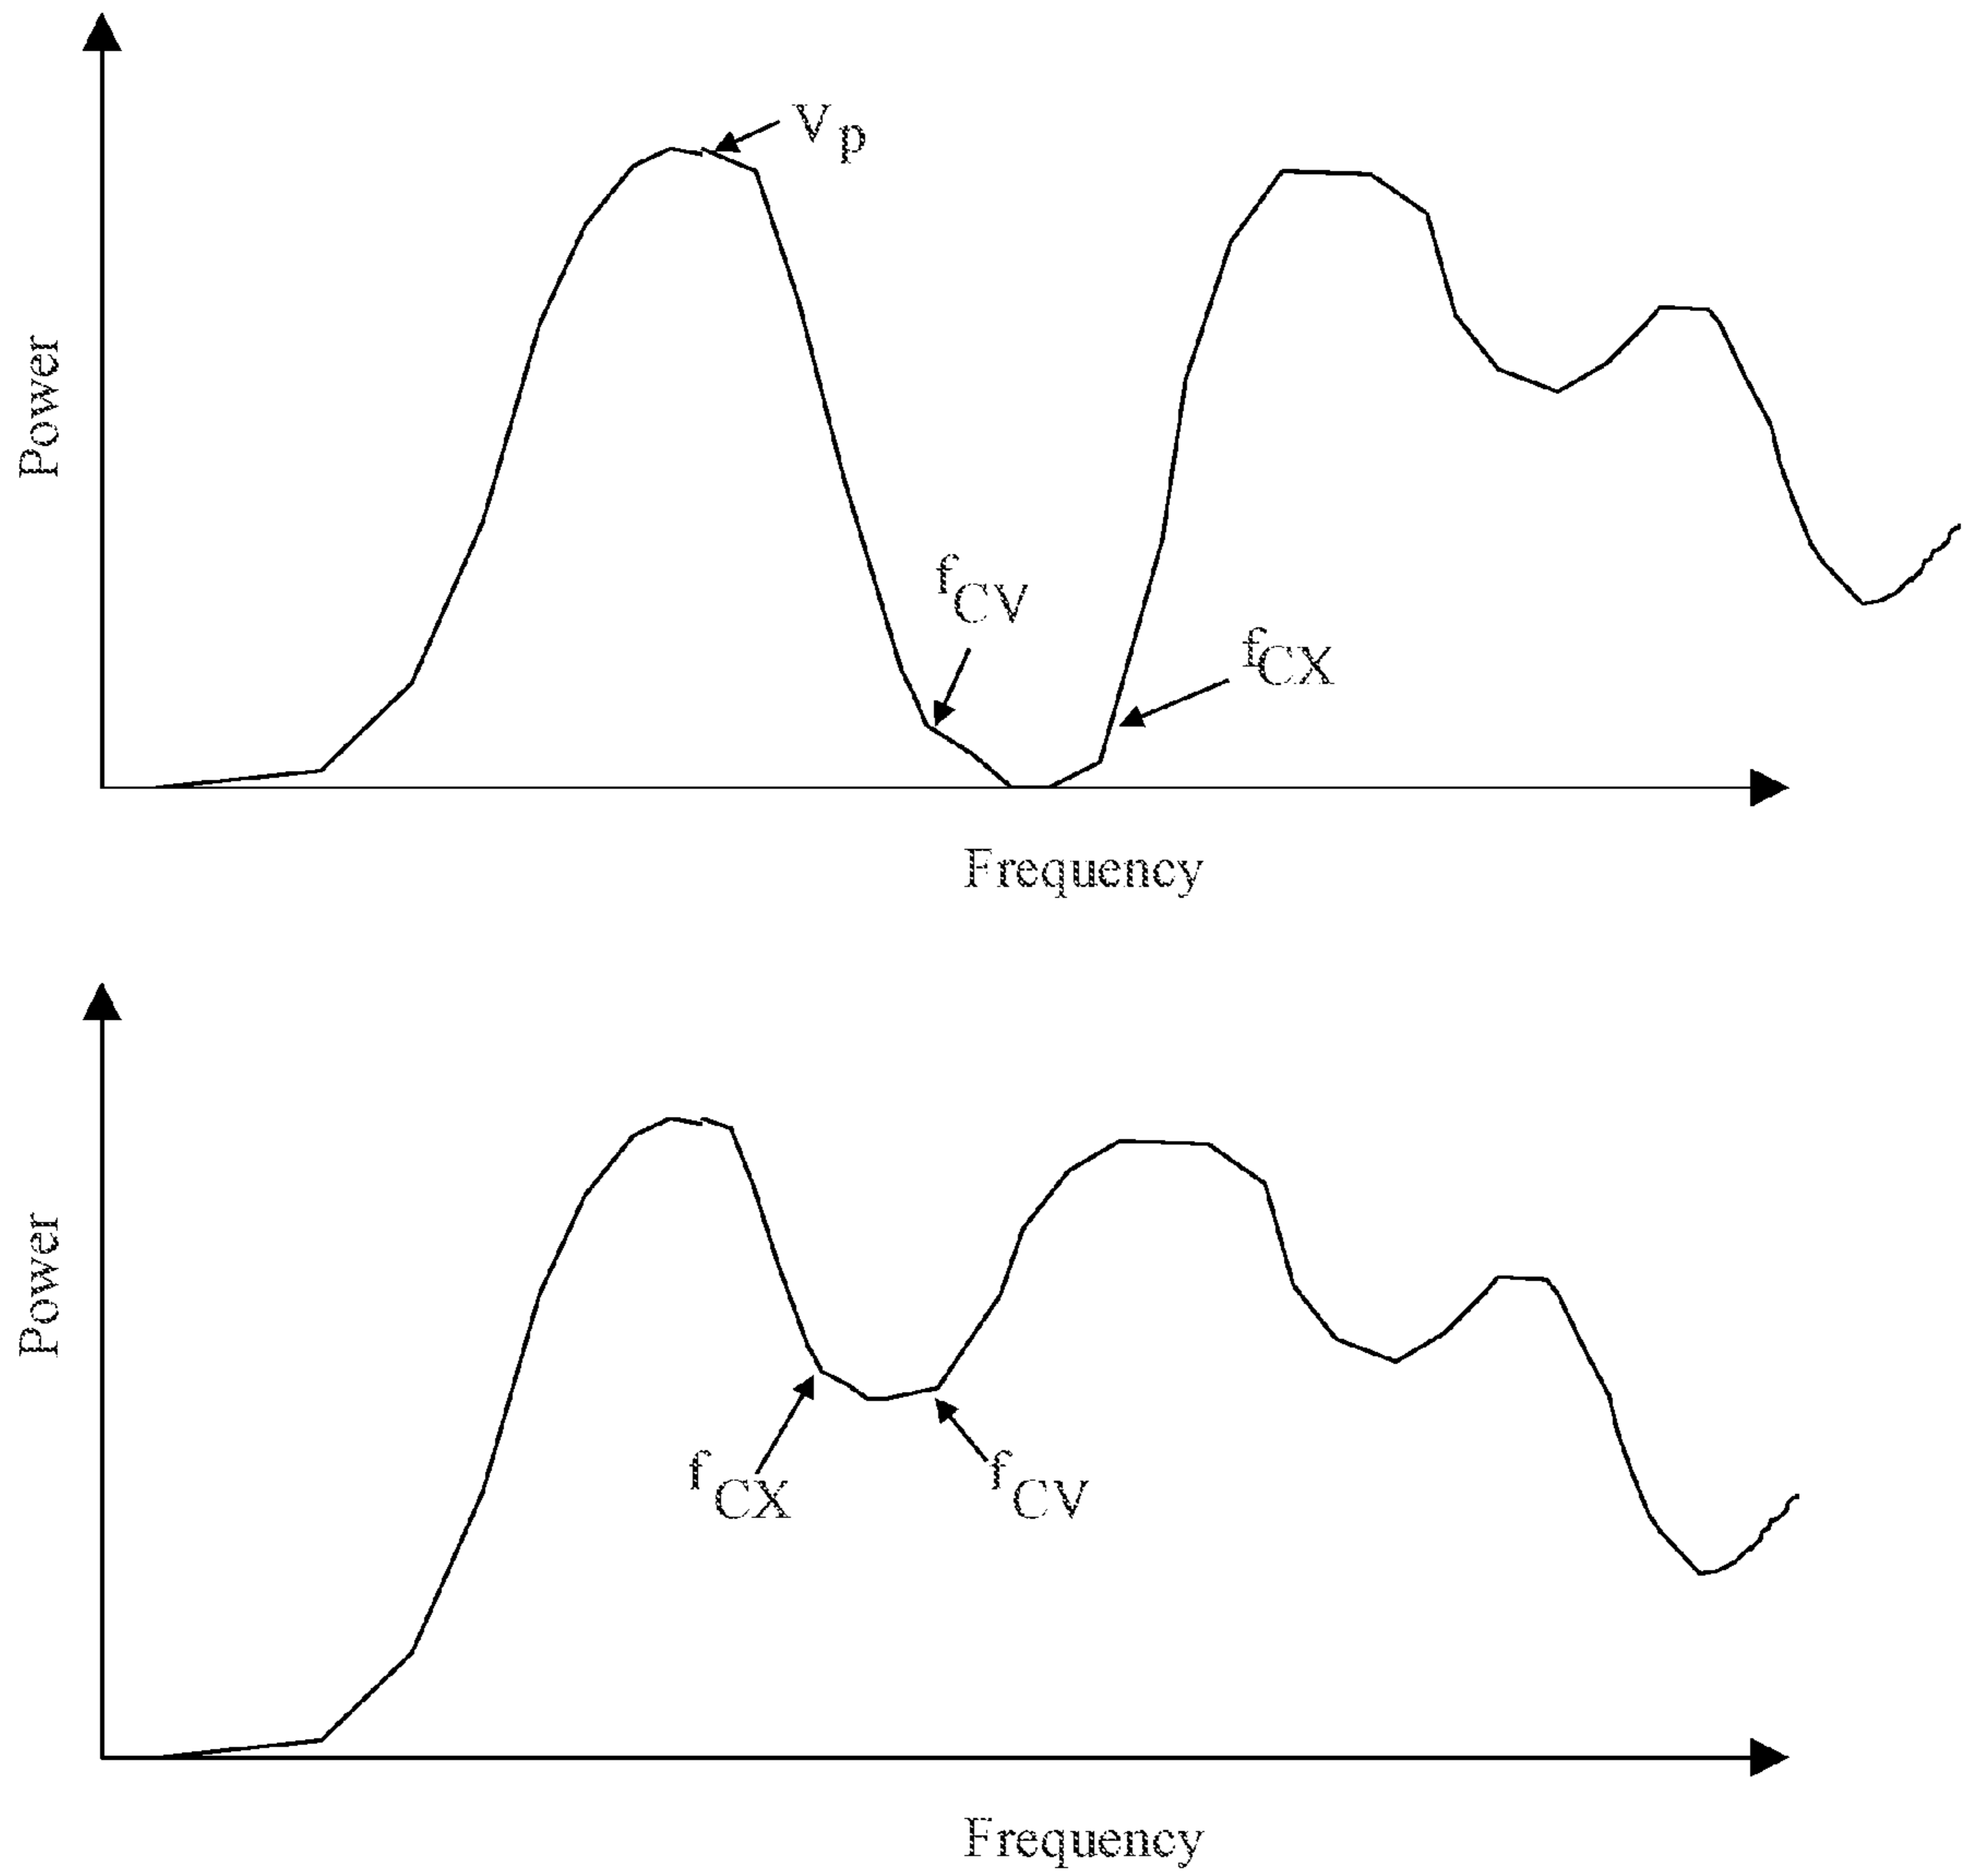 Vp
Power
fCV
fCX
Frequency
Power
fCX
fCV
Frequency